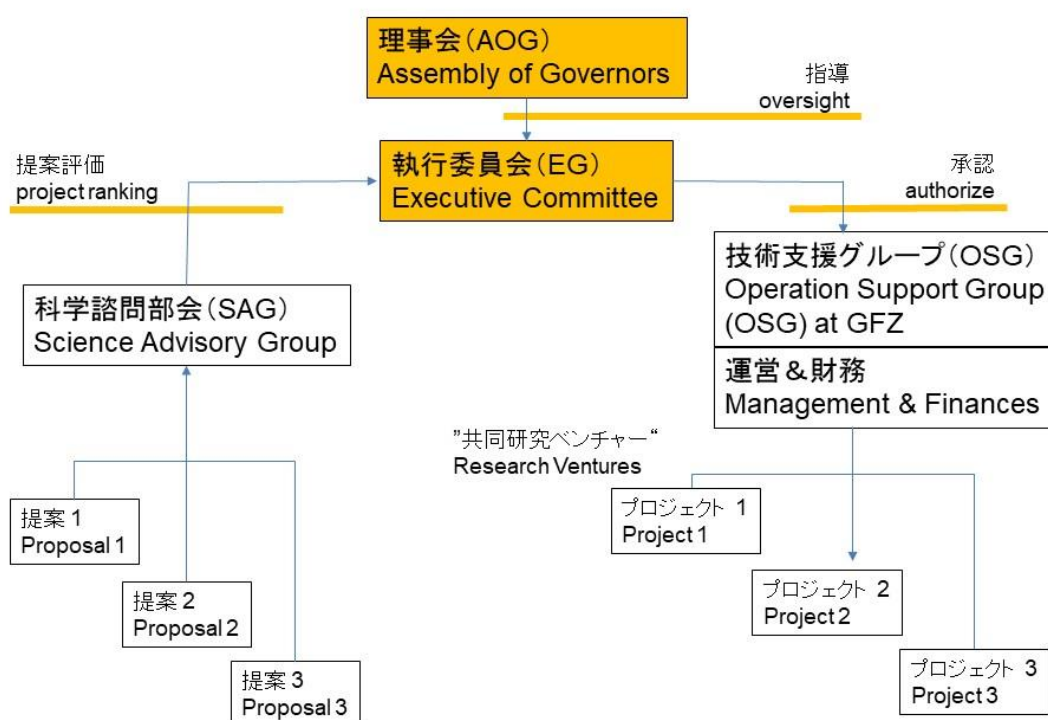 理事会(AOG)
Assembly of Governors
指導
oversight
提案評価
project ranking
執行委員会(EG)
Executive Committee
承認
authorize
科学諮問部会(SAG)
Science Advisory Group
技術支援グループ(OSG)
Operation Support Group
(OSG) at GFZ
運営&財務
Management & Finances
”共同研究ベンチャー“
Research Ventures
提案 1
Proposal 1
提案 2
Proposal 2
提案 3
Proposal 3
プロジェクト 1
Project 1
プロジェクト 2
Project 2
プロジェクト 3
Project 3